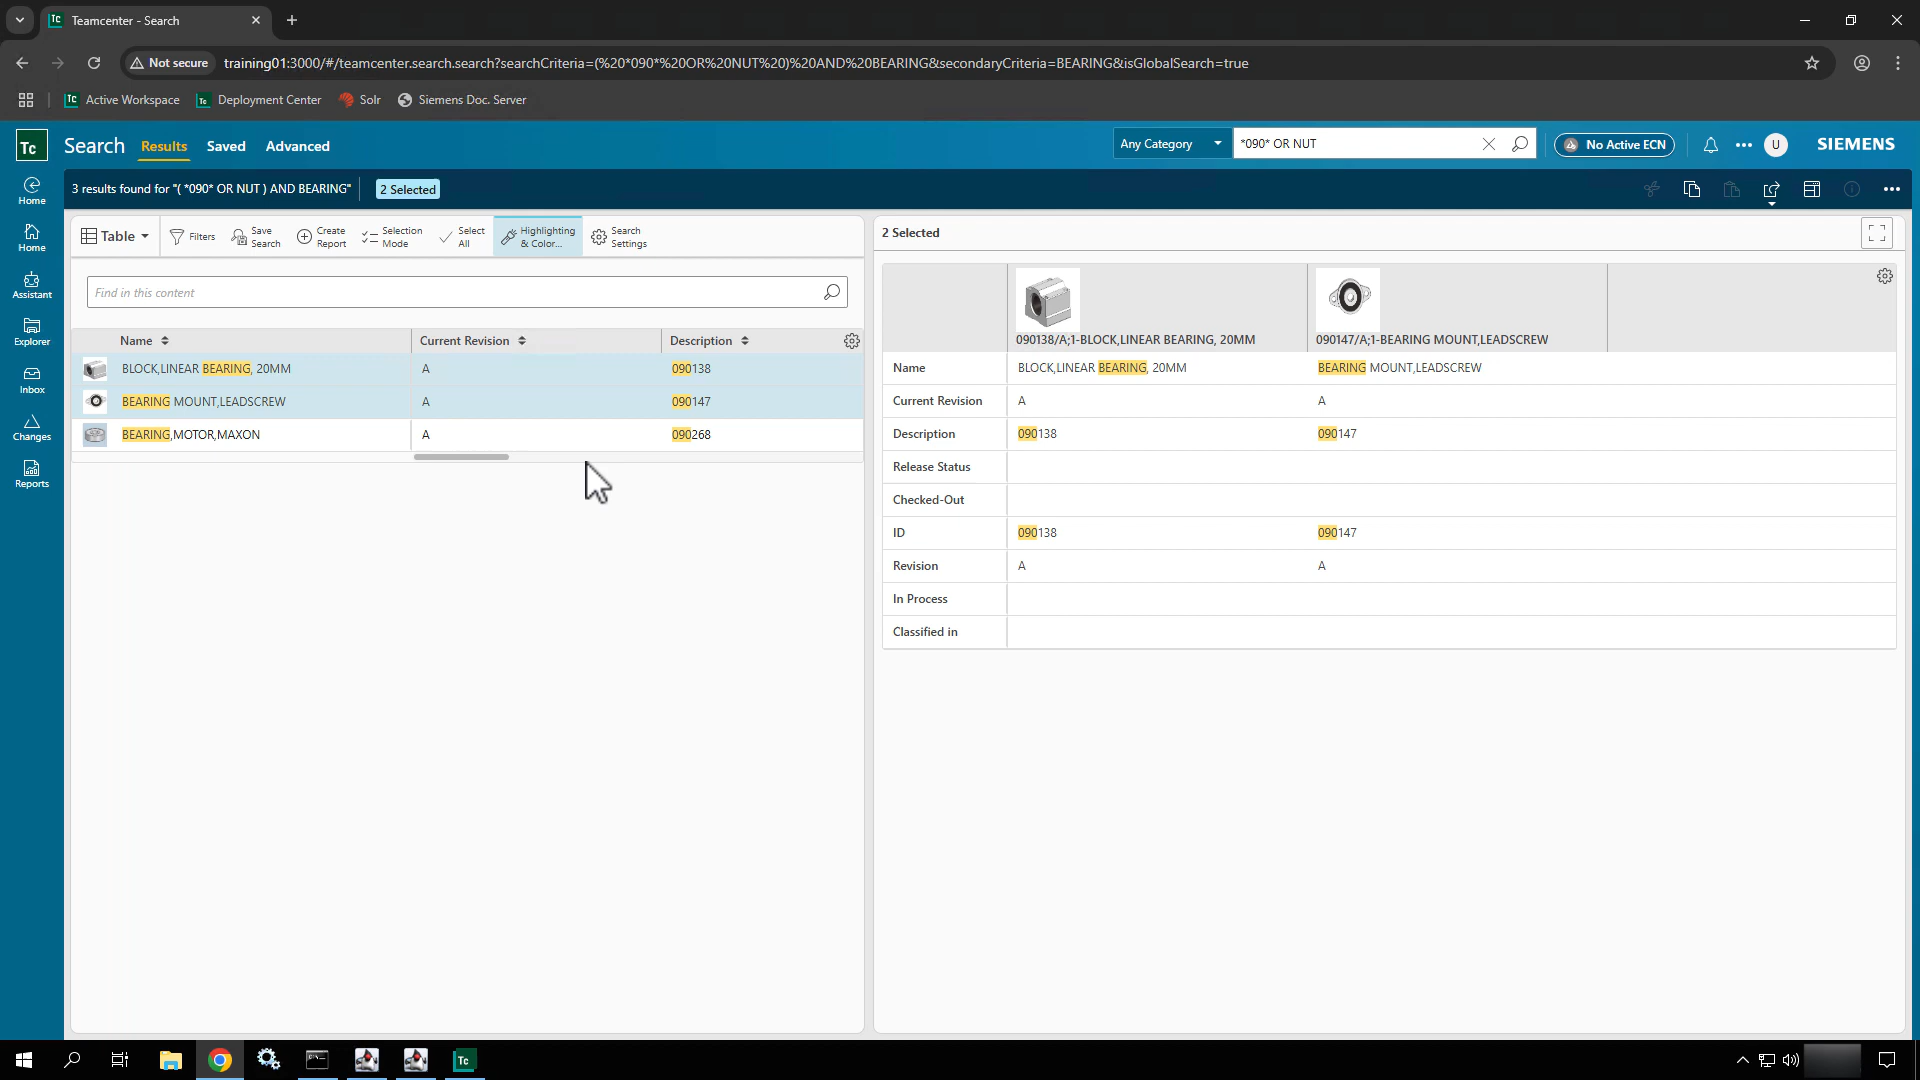 Teamcenter - Search
Not secure
training01:3000/#/teamcenter.search.search?searchCriteria=(%20*090*%20OR%20NUT%20)%20AND%20BEARING&secondaryCriteria=BEARING&isGlobalSearch=true
Tc Active Workspace
Tc Deployment Center
Solr
Siemens Doc. Server
Tc
Search
Results
Saved
Advanced
Any Category
*090* OR NUT
No Active ECN
U
SIEMENS
3 results found for "( *090* OR NUT ) AND BEARING"
2 Selected
Home
Home
Assistant
Explorer
Inbox
Changes
Reports
Table
Filters
Save Search
Create Report
Selection Mode
Select All
Highlighting & Color...
Search Settings
Find in this content
Name Current Revision Description
BLOCK,LINEAR BEARING, 20MM A 090138
BEARING MOUNT,LEADSCREW A 090147
BEARING,MOTOR,MAXON A 090268
2 Selected
090138/A;1-BLOCK,LINEAR BEARING, 20MM 090147/A;1-BEARING MOUNT,LEADSCREW
Name BLOCK,LINEAR BEARING, 20MM BEARING MOUNT,LEADSCREW
Current Revision A A
Description 090138 090147
Release Status
Checked-Out
ID 090138 090147
Revision A A
In Process
Classified in
Tc